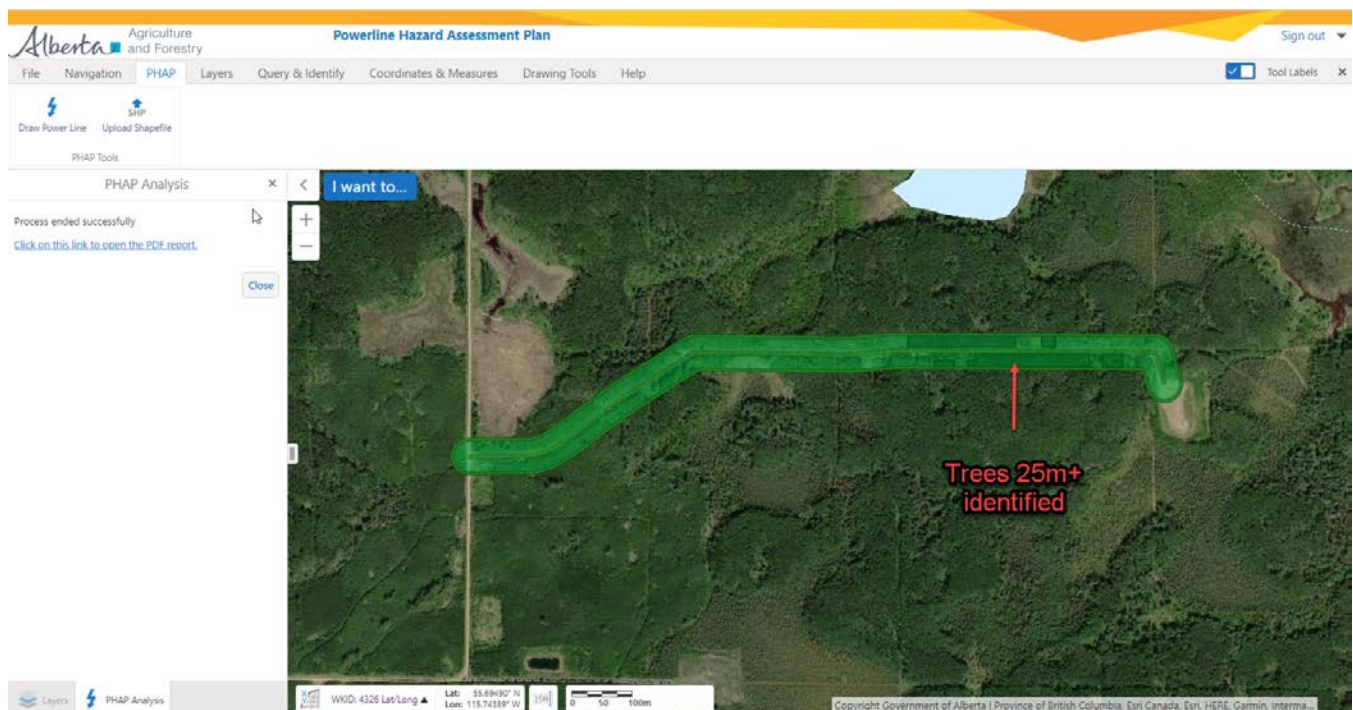 Alberta Agriculture
and Forestry
Powerline Hazard Assessment Plan
Sign out
File Navigation PHAP Layers Query & Identify Coordinates & Measures Drawing Tools Help
Tool Labels
SHP
Draw Power Line Upload Shapefile
PHAP Tools
PHAP Analysis
I want to...
Process ended successfully
Click on this link to open the PDF report.
Close
Trees 25m+
identified
Layers PHAP Analysis
WKID: 4326 Lat/Long
Lat: 55.69490° N
Lon: 115.74389° W
0 50 100m
Copyright Government of Alberta | Province of British Columbia, Esri Canada, Esri, HERE, Garmin, Interma...